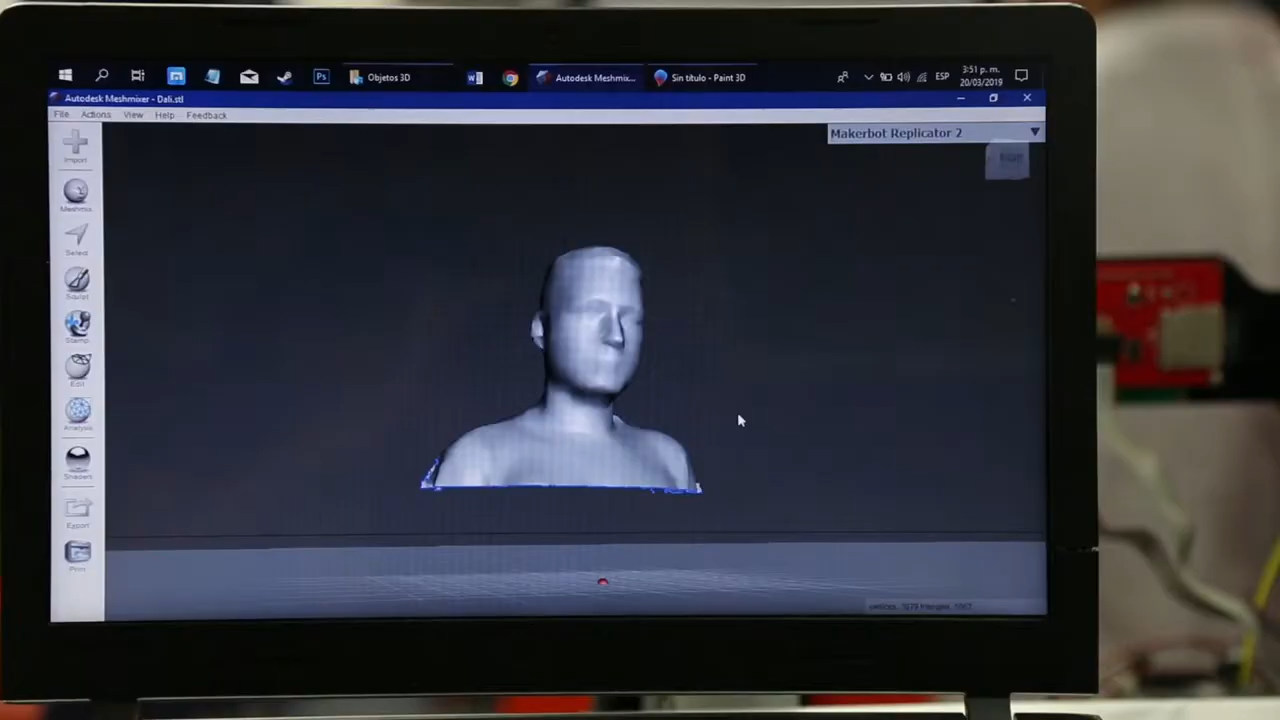 Ps
Objetos 3D
Autodesk Meshmix...
Sin título - Paint 3D
ESP
3:51 p. m.
20/03/2019
Autodesk Meshmixer - Dali.stl
File Actions View Help Feedback
Makerbot Replicator 2
Import
Meshmix
Select
Sculpt
Stamp
Edit
Analysis
Shaders
Export
Print